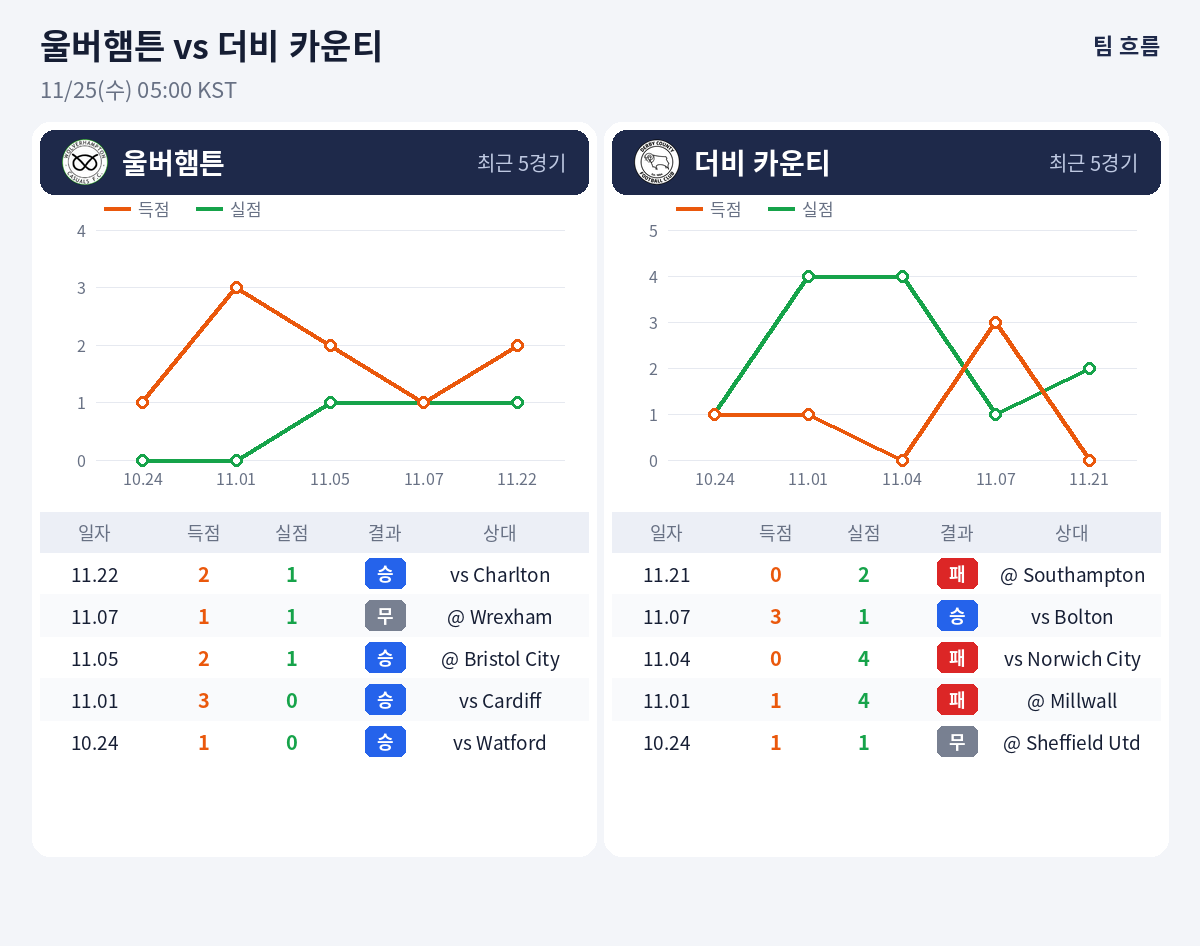 울버햄튼 vs 더비 카운티
팀 흐름
11/25(수) 05:00 KST
WOLVERHAMPTON
CASUALS F.C.
울버햄튼
최근 5경기
득점 실점
4
3
2
1
0
10.24 11.01 11.05 11.07 11.22
일자 득점 실점 결과 상대
11.22 2 1 승 vs Charlton
11.07 1 1 무 @ Wrexham
11.05 2 1 승 @ Bristol City
11.01 3 0 승 vs Cardiff
10.24 1 0 승 vs Watford
DERBY COUNTY
FOOTBALL CLUB
더비 카운티
최근 5경기
득점 실점
5
4
3
2
1
0
10.24 11.01 11.04 11.07 11.21
일자 득점 실점 결과 상대
11.21 0 2 패 @ Southampton
11.07 3 1 승 vs Bolton
11.04 0 4 패 vs Norwich City
11.01 1 4 패 @ Millwall
10.24 1 1 무 @ Sheffield Utd